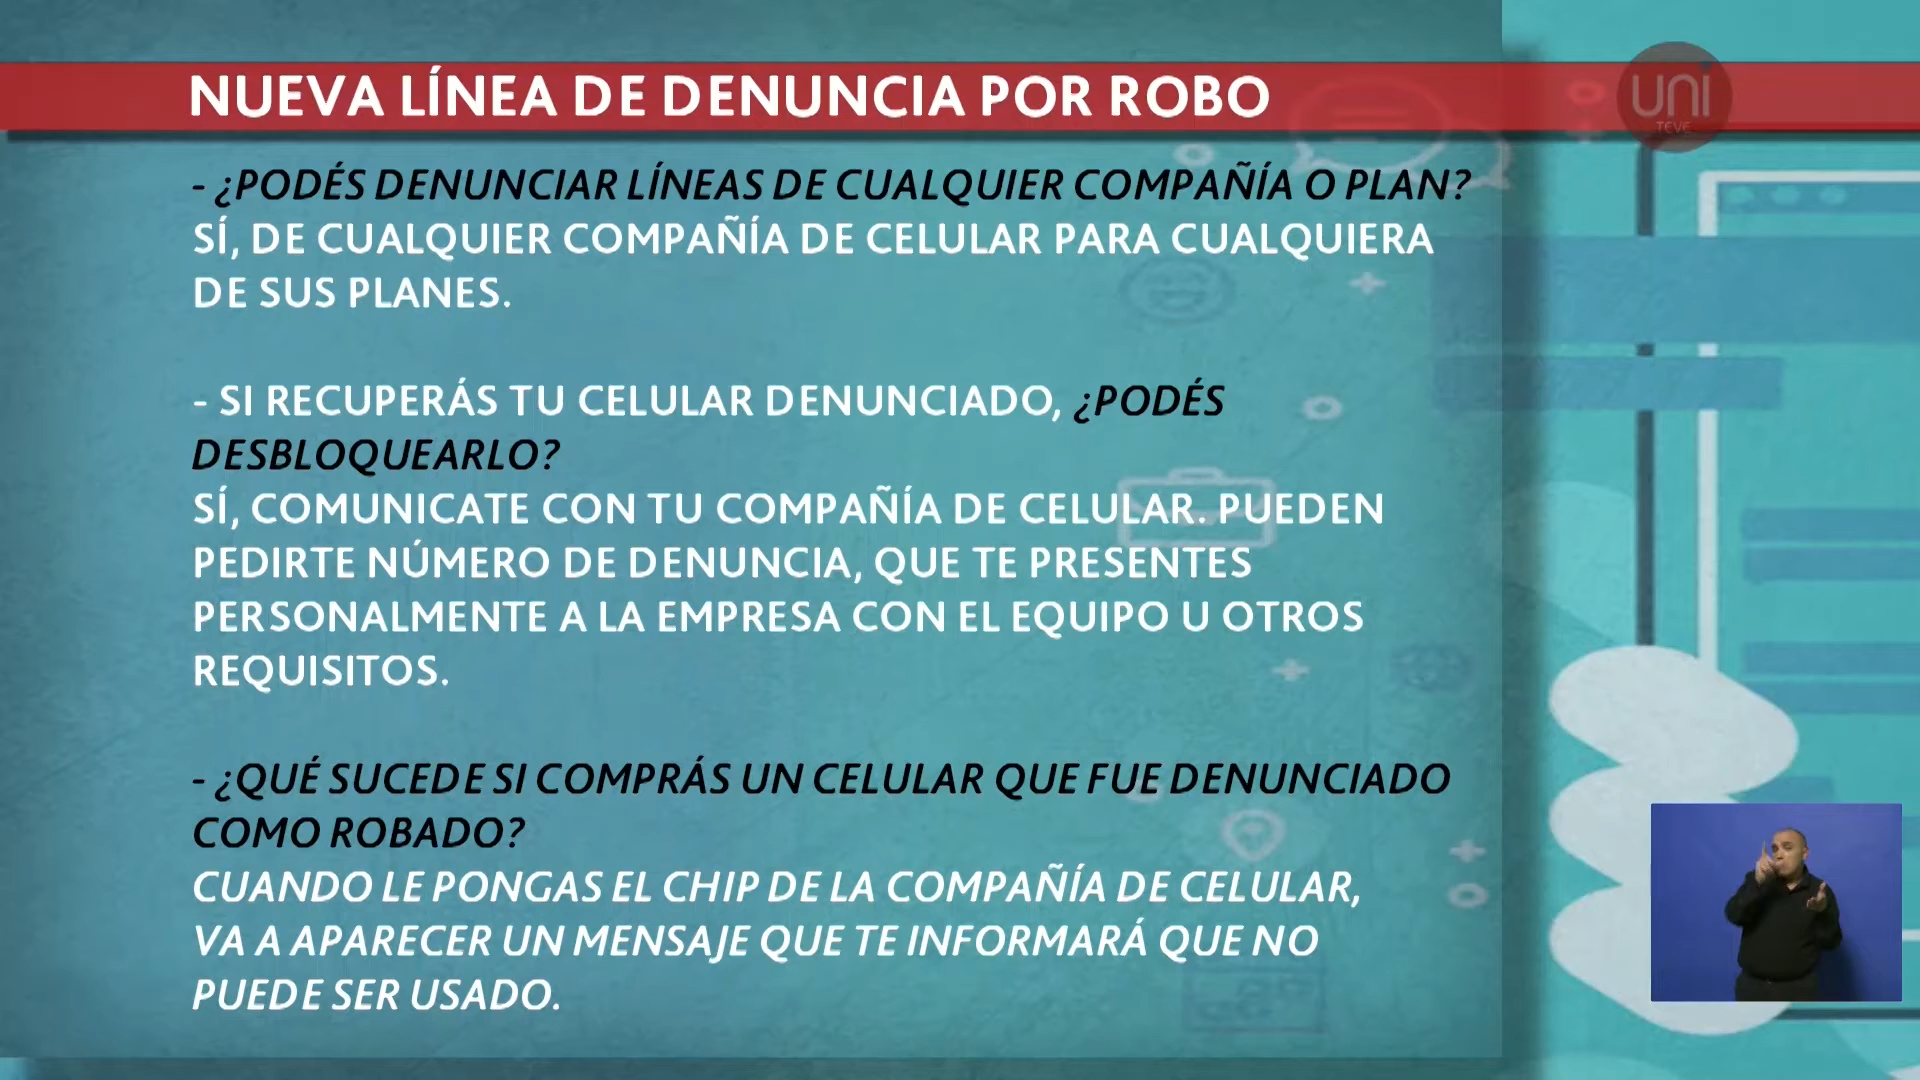 NUEVA LÍNEA DE DENUNCIA POR ROBO
uni
TEVE
- ¿PODÉS DENUNCIAR LÍNEAS DE CUALQUIER COMPAÑÍA O PLAN?
SÍ, DE CUALQUIER COMPAÑÍA DE CELULAR PARA CUALQUIERA
DE SUS PLANES.
- SI RECUPERÁS TU CELULAR DENUNCIADO, ¿PODÉS
DESBLOQUEARLO?
SÍ, COMUNICATE CON TU COMPAÑÍA DE CELULAR. PUEDEN
PEDIRTE NÚMERO DE DENUNCIA, QUE TE PRESENTES
PERSONALMENTE A LA EMPRESA CON EL EQUIPO U OTROS
REQUISITOS.
- ¿QUÉ SUCEDE SI COMPRÁS UN CELULAR QUE FUE DENUNCIADO
COMO ROBADO?
CUANDO LE PONGAS EL CHIP DE LA COMPAÑÍA DE CELULAR,
VA A APARECER UN MENSAJE QUE TE INFORMARÁ QUE NO
PUEDE SER USADO.